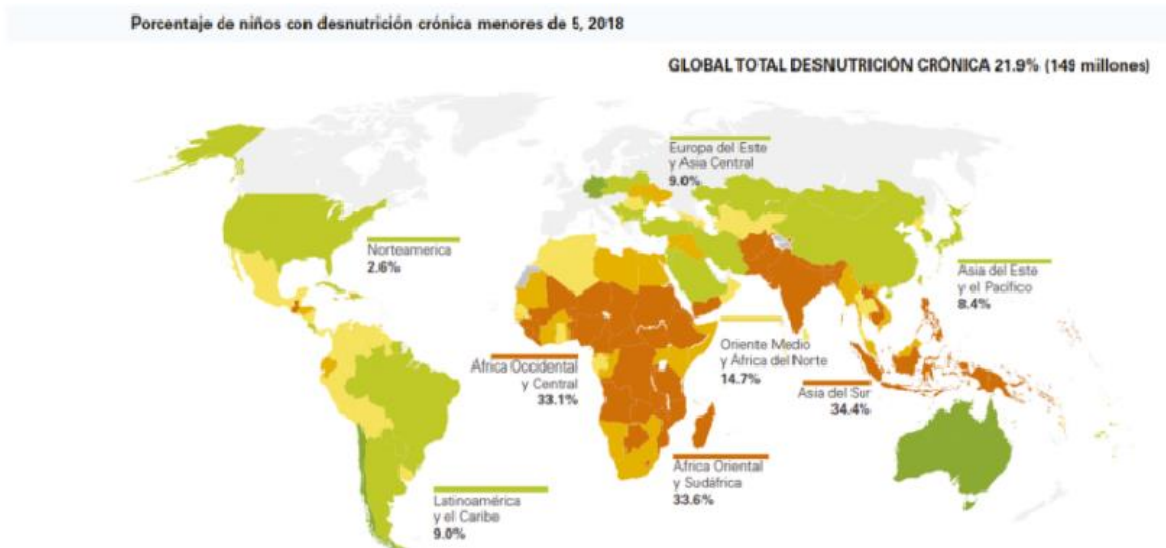 Porcentaje de niños con desnutrición crónica menores de 5, 2018
GLOBAL TOTAL DESNUTRICIÓN CRÓNICA 21.9% (149 millones)
Europa del Este
y Asia Central
9.0%
Norteamerica
2.6%
Asia del Este
y el Pacífico
8.4%
Oriente Medio
y África del Norte
14.7%
África Occidental
y Central
33.1%
Asia del Sur
34.4%
África Oriental
y Sudáfrica
33.6%
Latinoamérica
y el Caribe
9.0%